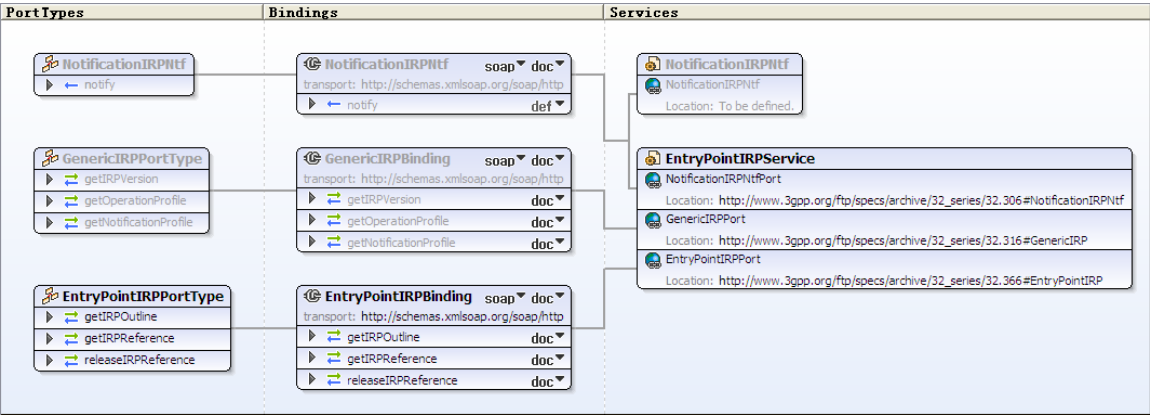 PortTypes
Bindings
Services
NotificationIRPNtf
notify
NotificationIRPNtf soap doc
transport: http://schemas.xmlsoap.org/soap/http
notify def
NotificationIRPNtf
NotificationIRPNtf
Location: To be defined.
GenericIRPPortType
getIRPVersion
getOperationProfile
getNotificationProfile
GenericIRPBinding soap doc
transport: http://schemas.xmlsoap.org/soap/http
getIRPVersion doc
getOperationProfile doc
getNotificationProfile doc
EntryPointIRPService
NotificationIRPNtfPort
Location: http://www.3gpp.org/ftp/specs/archive/32_series/32.306#NotificationIRPNtf
GenericIRPPort
Location: http://www.3gpp.org/ftp/specs/archive/32_series/32.316#GenericIRP
EntryPointIRPPort
Location: http://www.3gpp.org/ftp/specs/archive/32_series/32.366#EntryPointIRP
EntryPointIRPPortType
getIRPOutline
getIRPReference
releaseIRPReference
EntryPointIRPBinding soap doc
transport: http://schemas.xmlsoap.org/soap/http
getIRPOutline doc
getIRPReference doc
releaseIRPReference doc